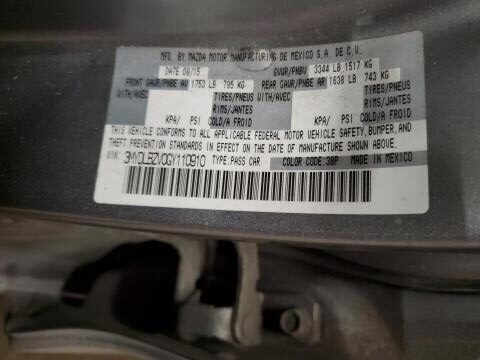 MFD. BY MAZDA MOTOR MANUFACTURING DE MEXICO S.A. DE C.V.
DATE 09/15 GVWR/PNBV 3344 LB 1517 KG
FRONT GAWR/PNBE AV 1753 LB 795 KG REAR GAWR/PNBE AR 1638 LB 743 KG
WITH/AVEC TIRES/PNEUS WITH/AVEC TIRES/PNEUS
RIMS/JANTES RIMS/JANTES
KPA/ PSI COLD/A FROID KPA/ PSI COLD/A FROID
THIS VEHICLE CONFORMS TO ALL APPLICABLE FEDERAL MOTOR VEHICLE SAFETY, BUMPER, AND
THEFT PREVENTION STANDARDS IN EFFECT ON THE DATE OF MANUFACTURE SHOWN ABOVE.
VIN: 3MYDLBZV0GY110910 TYPE:PASS CAR COLOR CODE:38P MADE IN MEXICO